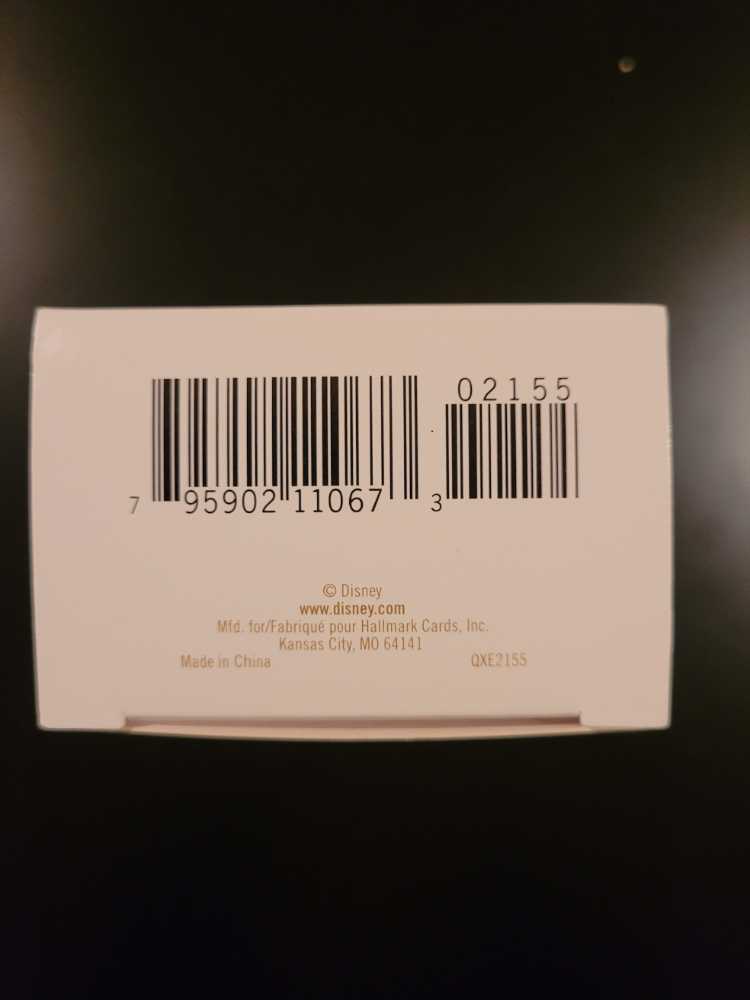 02155
7 95902 11067 3
© Disney
www.disney.com
Mfd. for/Fabriqué pour Hallmark Cards, Inc.
Kansas City, MO 64141
Made in China QXE2155